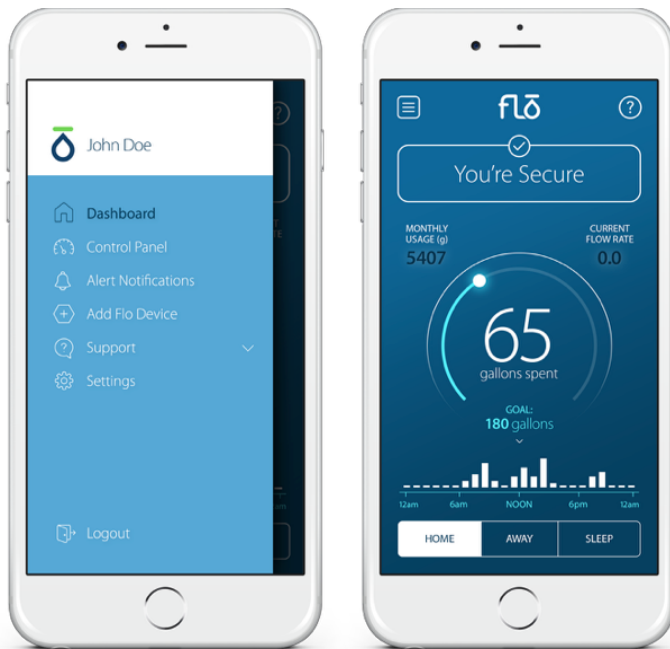 John Doe
Dashboard
Control Panel
Alert Notifications
Add Flo Device
Support
Settings
Logout
flō
You're Secure
MONTHLY
USAGE (g)
5407
CURRENT
FLOW RATE
0.0
65
gallons spent
GOAL:
180 gallons
12am 6am NOON 6pm 12am
HOME AWAY SLEEP